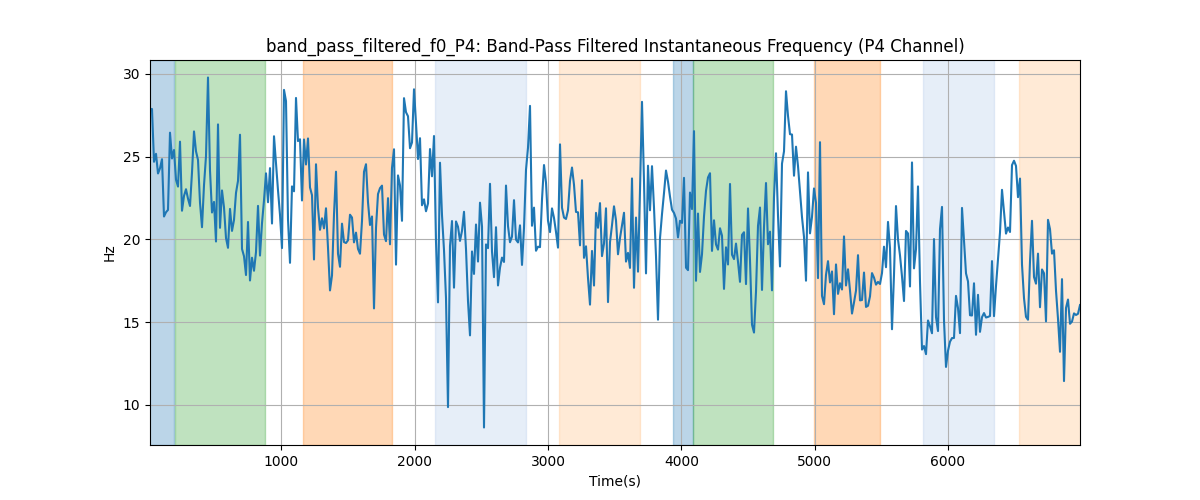 band_pass_filtered_f0_P4: Band-Pass Filtered Instantaneous Frequency (P4 Channel)
30
25
20
15
10
Hz
1000 2000 3000 4000 5000 6000
Time(s)